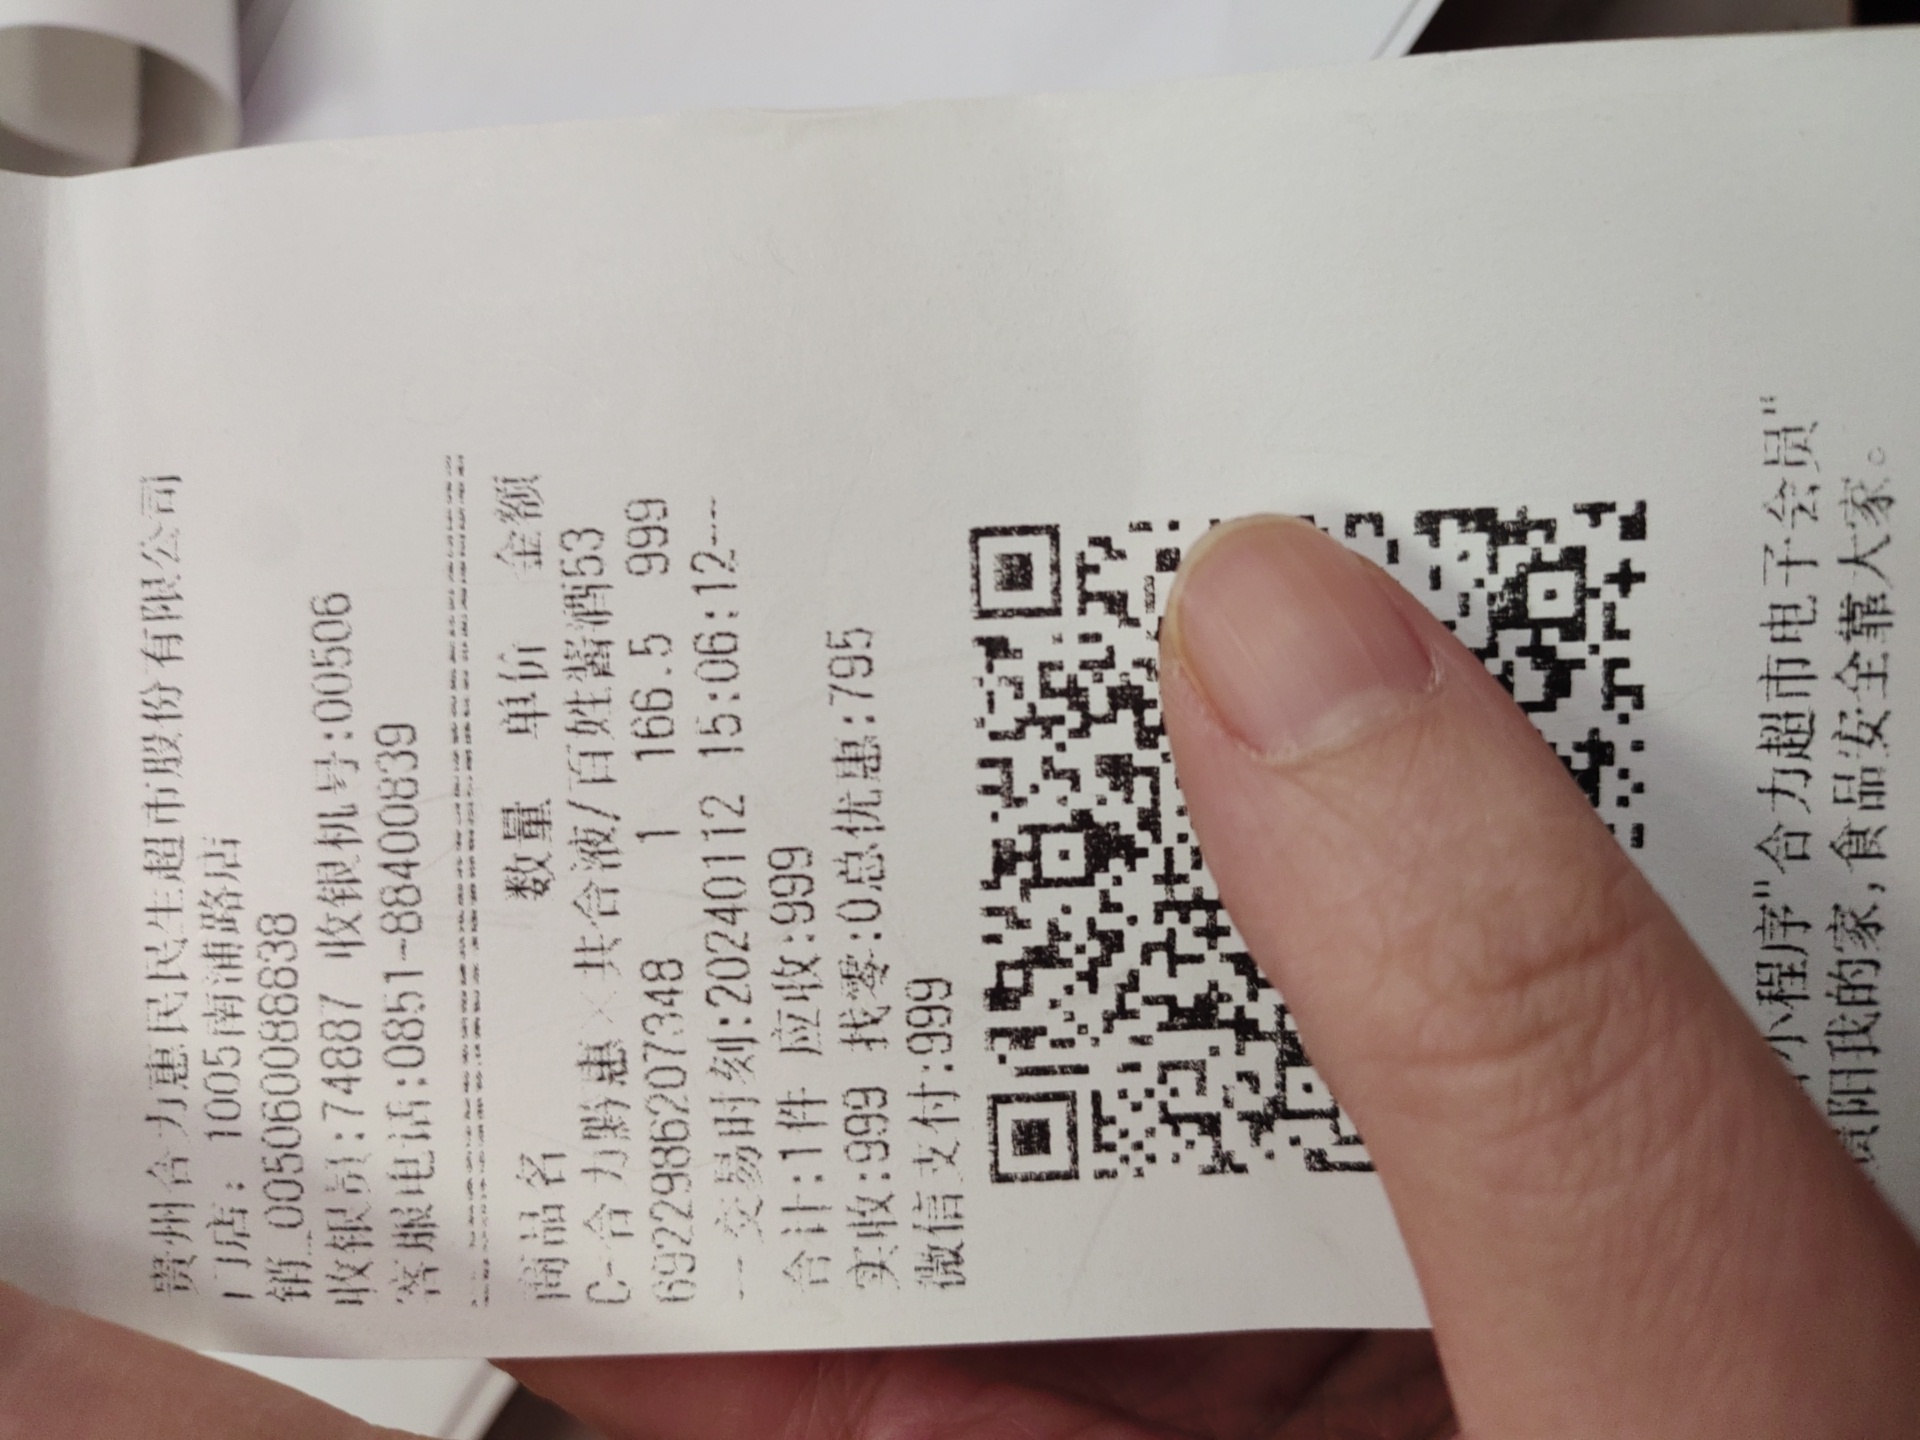 贵州合力惠民民生超市股份有限公司
门店：1005南浦路店
销_005060088838
收银员:74887 收银机号:00506
客服电话:0851-88400839
商品名 数量 单价 金额
C-合力黔惠×共合液/百姓酱酒53
6922986207348 1 166.5 999
---交易时刻:20240112 15:06:12---
合计:1件 应收:999
实收:999 找零:0总优惠:795
微信支付:999
小程序"合力超市电子会员"
贵阳我的家,食品安全靠大家。